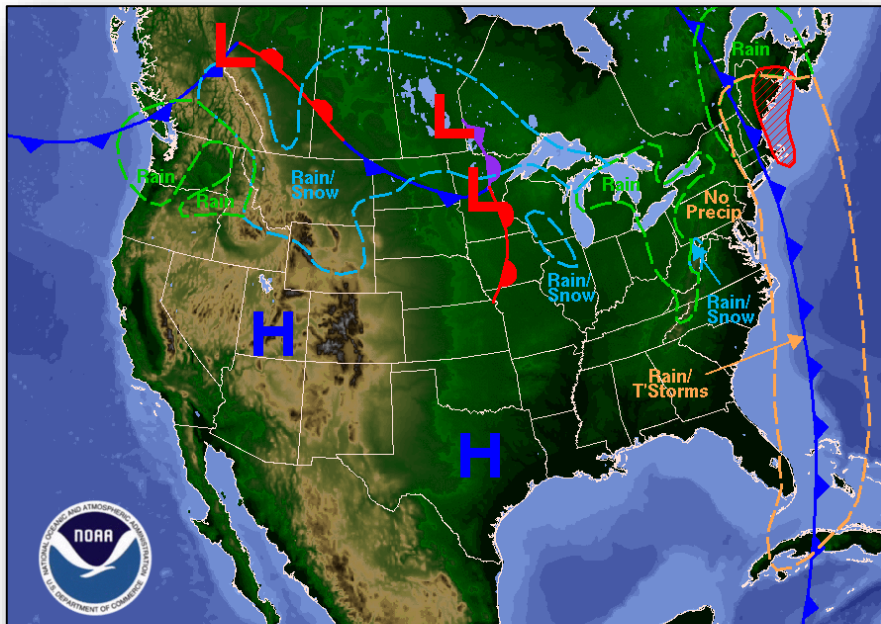 L
Rain
L
Rain
Rain/
Snow
Rain
L
Rain
No
Precip
Rain/
Snow
Rain/
Snow
H
Rain/
T'Storms
H
NATIONAL OCEANIC AND ATMOSPHERIC ADMINISTRATION
NOAA
U.S. DEPARTMENT OF COMMERCE